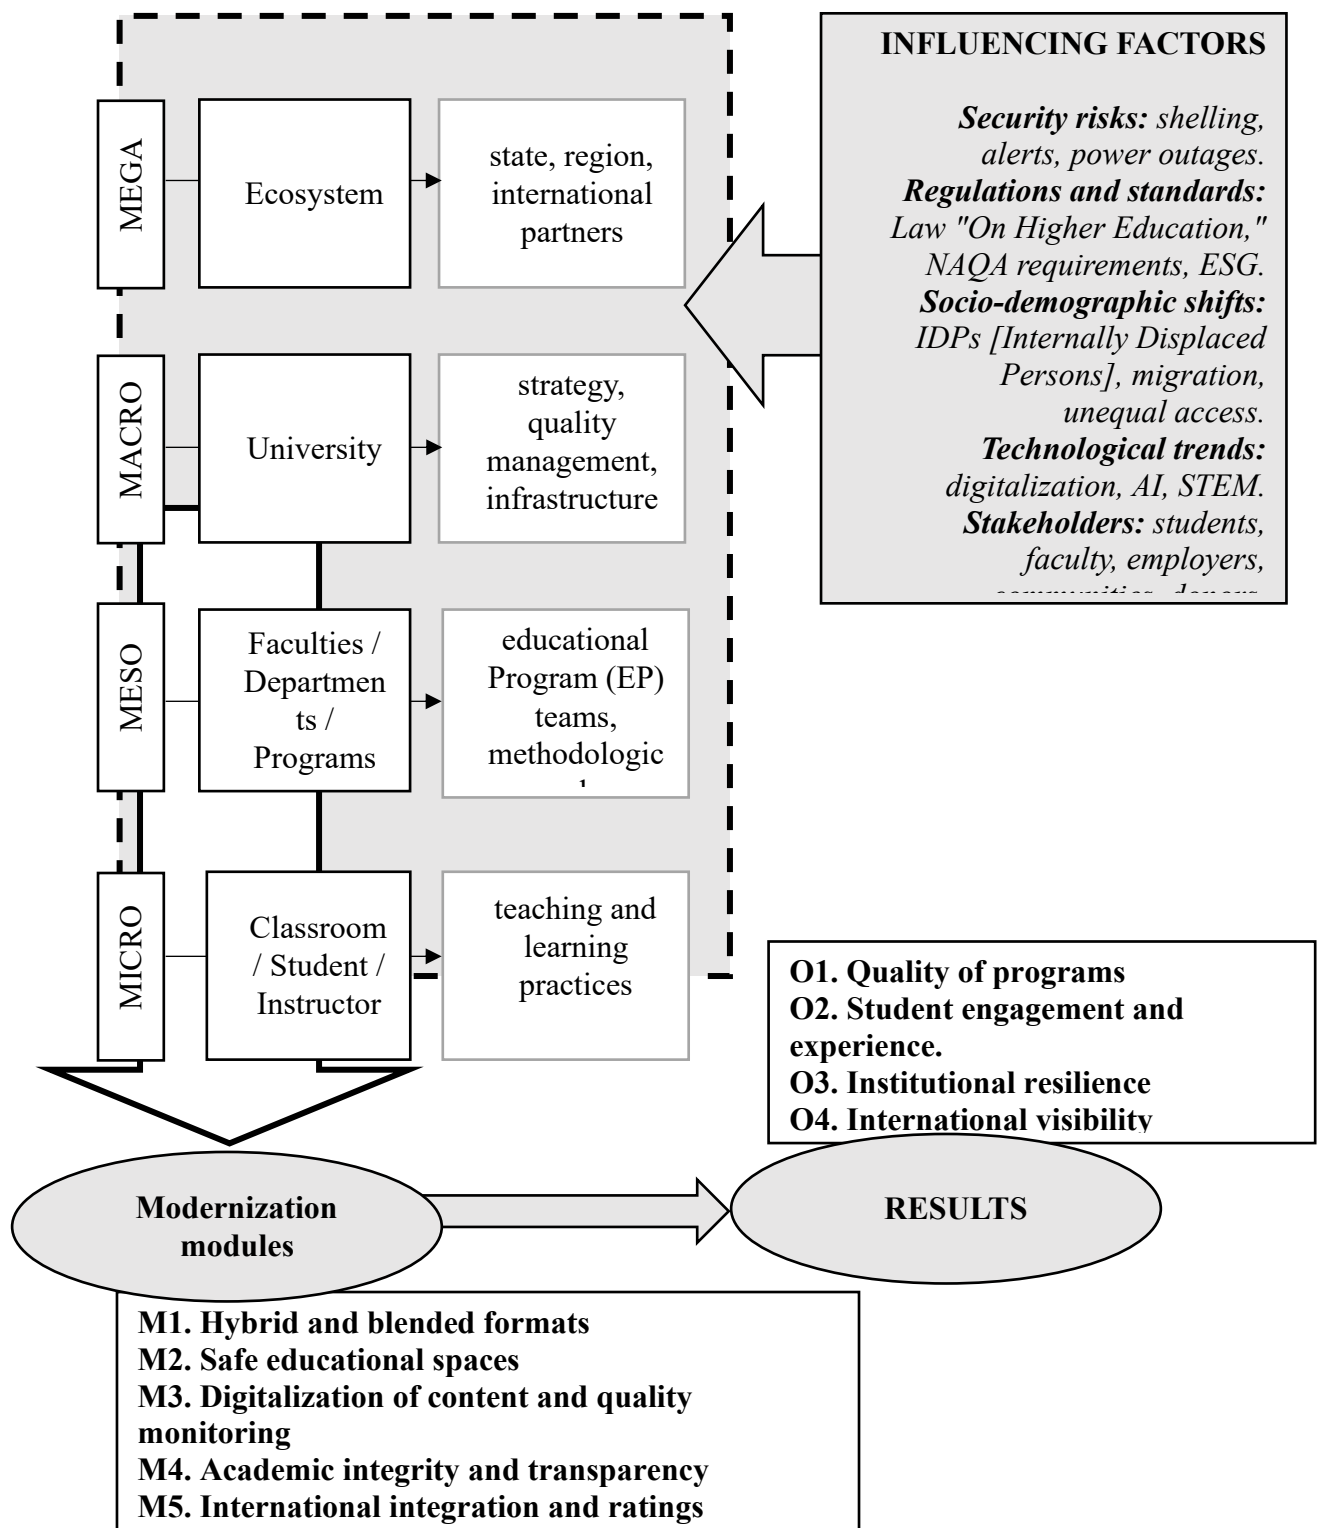 INFLUENCING FACTORS
Security risks: shelling,
alerts, power outages.
Regulations and standards:
Law "On Higher Education,"
NAQA requirements, ESG.
Socio-demographic shifts:
IDPs [Internally Displaced
Persons], migration,
unequal access.
Technological trends:
digitalization, AI, STEM.
Stakeholders: students,
faculty, employers,
communities, donors
MEGA
Ecosystem
state, region,
international
partners
MACRO
University
strategy,
quality
management,
infrastructure
MESO
Faculties /
Departmen
ts /
Programs
educational
Program (EP)
teams,
methodologic
MICRO
Classroom
/ Student /
Instructor
teaching and
learning
practices
O1. Quality of programs
O2. Student engagement and
experience.
O3. Institutional resilience
O4. International visibility
Modernization
modules
RESULTS
M1. Hybrid and blended formats
M2. Safe educational spaces
M3. Digitalization of content and quality
monitoring
M4. Academic integrity and transparency
M5. International integration and ratings